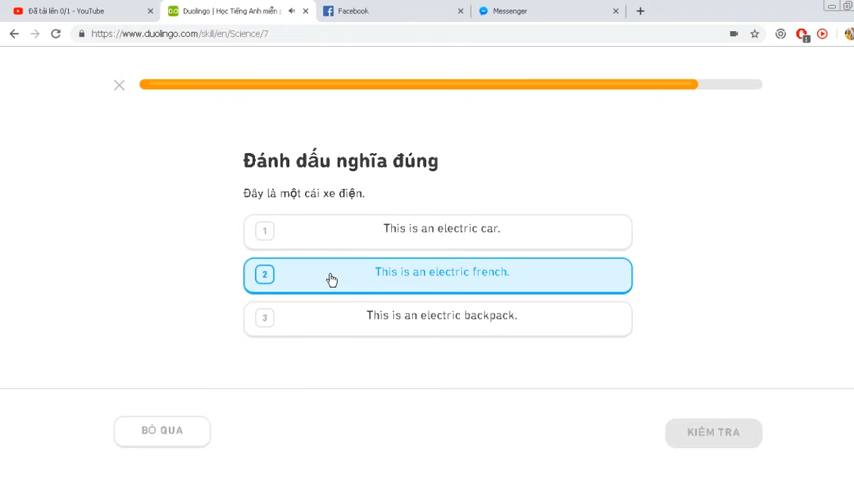 Đã tải lên 0/1 - YouTube
Duolingo | Học Tiếng Anh miễn
Facebook
Messenger
https://www.duolingo.com/skill/en/Science/7
Đánh dấu nghĩa đúng
Đây là một cái xe điện.
1 This is an electric car.
2 This is an electric french.
3 This is an electric backpack.
BỎ QUA
KIỂM TRA